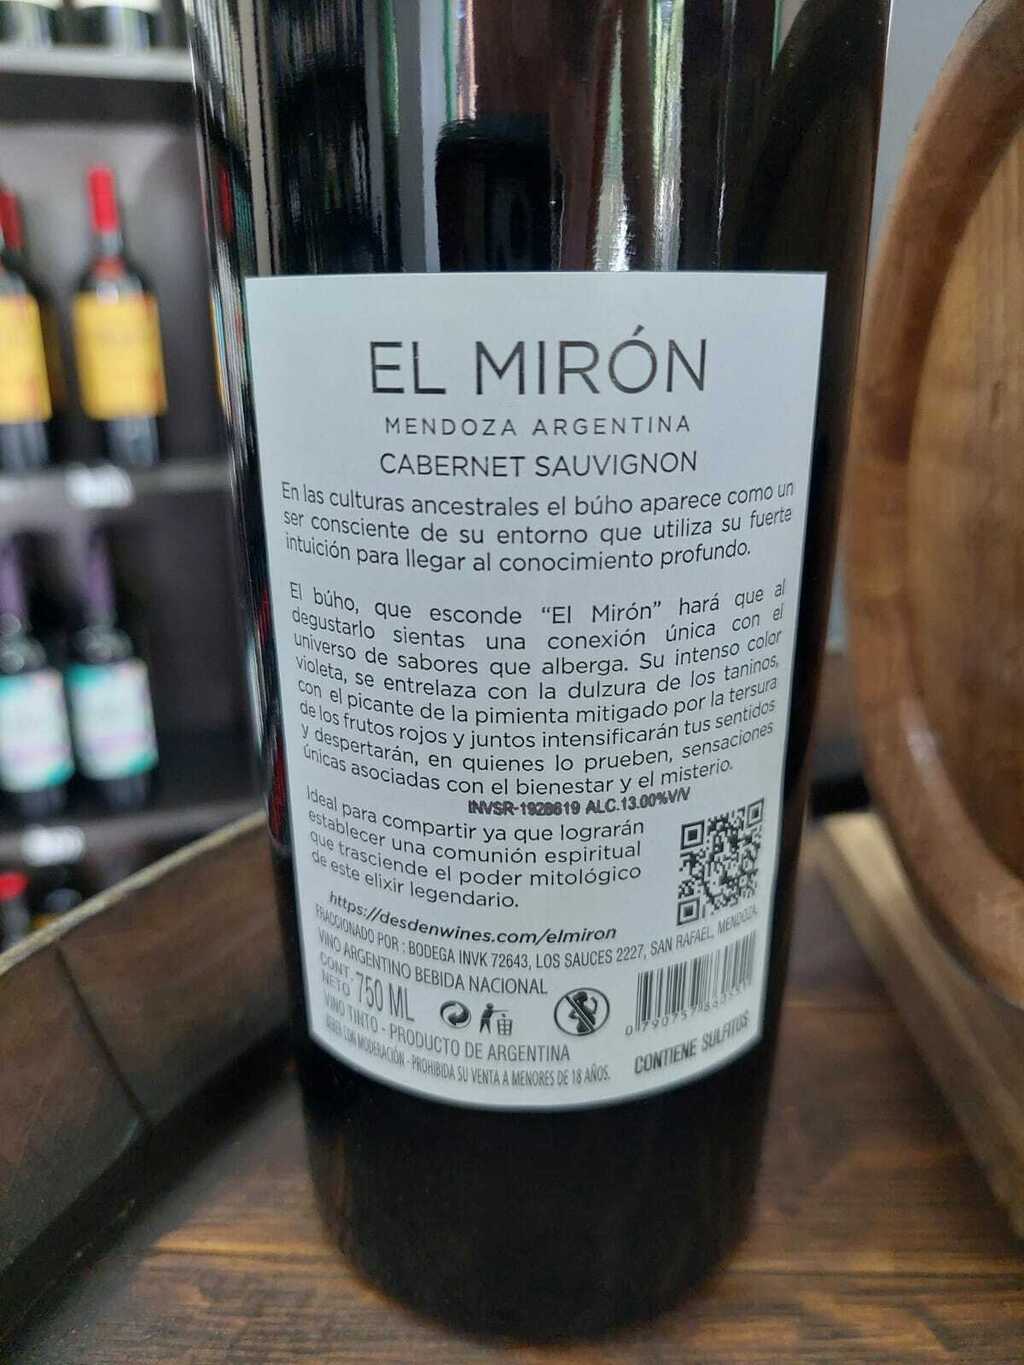 EL MIRÓN
MENDOZA ARGENTINA
CABERNET SAUVIGNON
En las culturas ancestrales el búho aparece como un
ser consciente de su entorno que utiliza su fuerte
intuición para llegar al conocimiento profundo.
El búho, que esconde “El Mirón” hará que al
degustarlo sientas una conexión única con el
universo de sabores que alberga. Su intenso color
violeta, se entrelaza con la dulzura de los taninos,
con el picante de la pimienta mitigado por la tersura
de los frutos rojos y juntos intensificarán tus sentidos
y despertarán, en quienes lo prueben, sensaciones
únicas asociadas con el bienestar y el misterio.
INVSR-1928619 ALC.13.00%V/V
Ideal para compartir ya que lograrán
establecer una comunión espiritual
que trasciende el poder mitológico
de este elixir legendario.
https://desdenwines.com/elmiron
FRACCIONADO POR : BODEGA INVK 72643, LOS SAUCES 2227, SAN RAFAEL, MENDOZA.
VINO ARGENTINO BEBIDA NACIONAL
CONT. NETO 750 ML
VINO TINTO - PRODUCTO DE ARGENTINA
BEBER CON MODERACIÓN - PROHIBIDA SU VENTA A MENORES DE 18 AÑOS.
CONTIENE SULFITOS